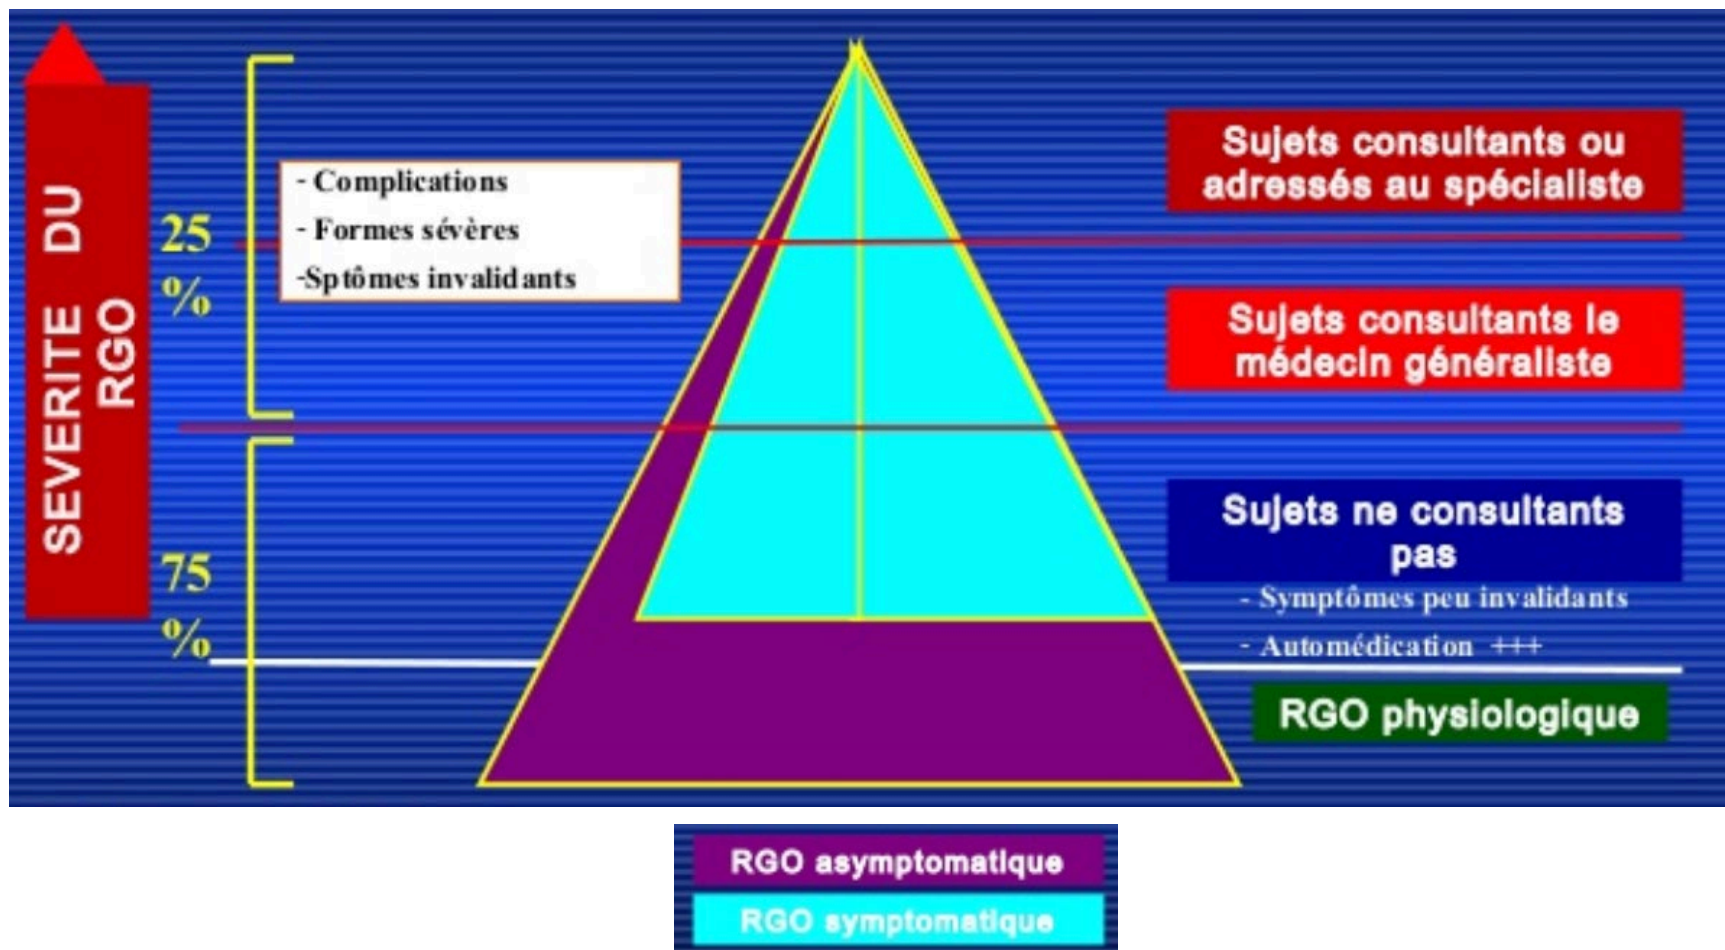 SEVERITE DU
RGO
25
%
75
%
- Complications
- Formes sévères
-Sptômes invalidants
Sujets consultants ou
adressés au spécialiste
Sujets consultants le
médecin généraliste
Sujets ne consultants
pas
- Symptômes peu invalidants
- Automédication +++
RGO physiologique
RGO asymptomatique
RGO symptomatique